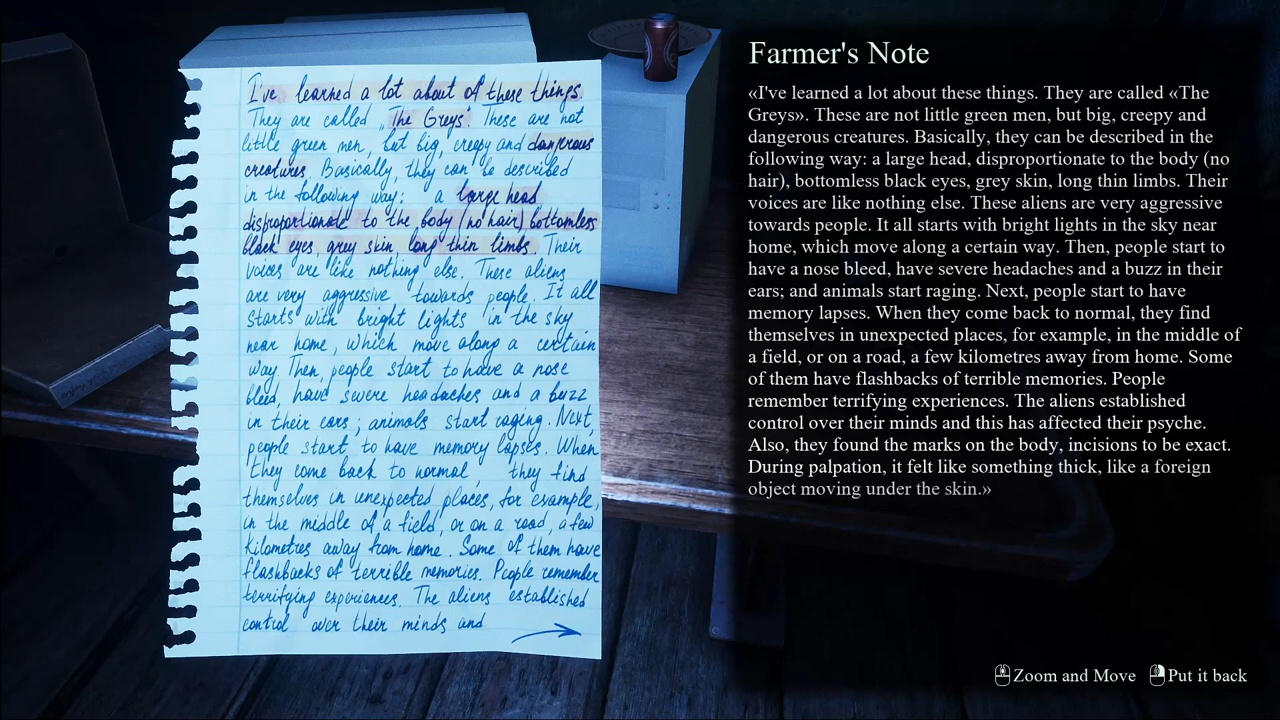 I've learned a lot about of these things.
They are called „The Greys". These are not
little green men, but big, creepy and dangerous
creatures. Basically, they can be described
in the following way: a large head
disproportionate to the body (no hair) bottomless
black eyes, grey skin, long thin limbs. Their
voices are like nothing else. These aliens
are very aggressive towards people. It all
starts with bright lights in the sky
near home, which move along a certain
way. Then, people start to have a nose
bleed, have severe headaches and a buzz
in their ears; animals start raging. Next,
people start to have memory lapses. When
they come back to normal, they find
themselves in unexpected places, for example,
in the middle of a field, or on a road, a few
kilometres away from home. Some of them have
flashbacks of terrible memories. People remember
terrifying experiences. The aliens established
control over their minds and
Farmer's Note
«I've learned a lot about these things. They are called «The
Greys». These are not little green men, but big, creepy and
dangerous creatures. Basically, they can be described in the
following way: a large head, disproportionate to the body (no
hair), bottomless black eyes, grey skin, long thin limbs. Their
voices are like nothing else. These aliens are very aggressive
towards people. It all starts with bright lights in the sky near
home, which move along a certain way. Then, people start to
have a nose bleed, have severe headaches and a buzz in their
ears; and animals start raging. Next, people start to have
memory lapses. When they come back to normal, they find
themselves in unexpected places, for example, in the middle of
a field, or on a road, a few kilometres away from home. Some
of them have flashbacks of terrible memories. People
remember terrifying experiences. The aliens established
control over their minds and this has affected their psyche.
Also, they found the marks on the body, incisions to be exact.
During palpation, it felt like something thick, like a foreign
object moving under the skin.»
Zoom and Move
Put it back